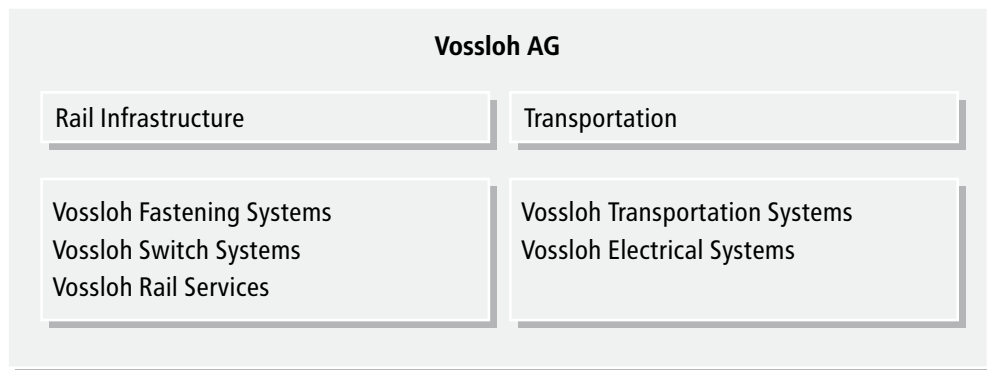 Vossloh AG
Rail Infrastructure
Transportation
Vossloh Fastening Systems
Vossloh Switch Systems
Vossloh Rail Services
Vossloh Transportation Systems
Vossloh Electrical Systems